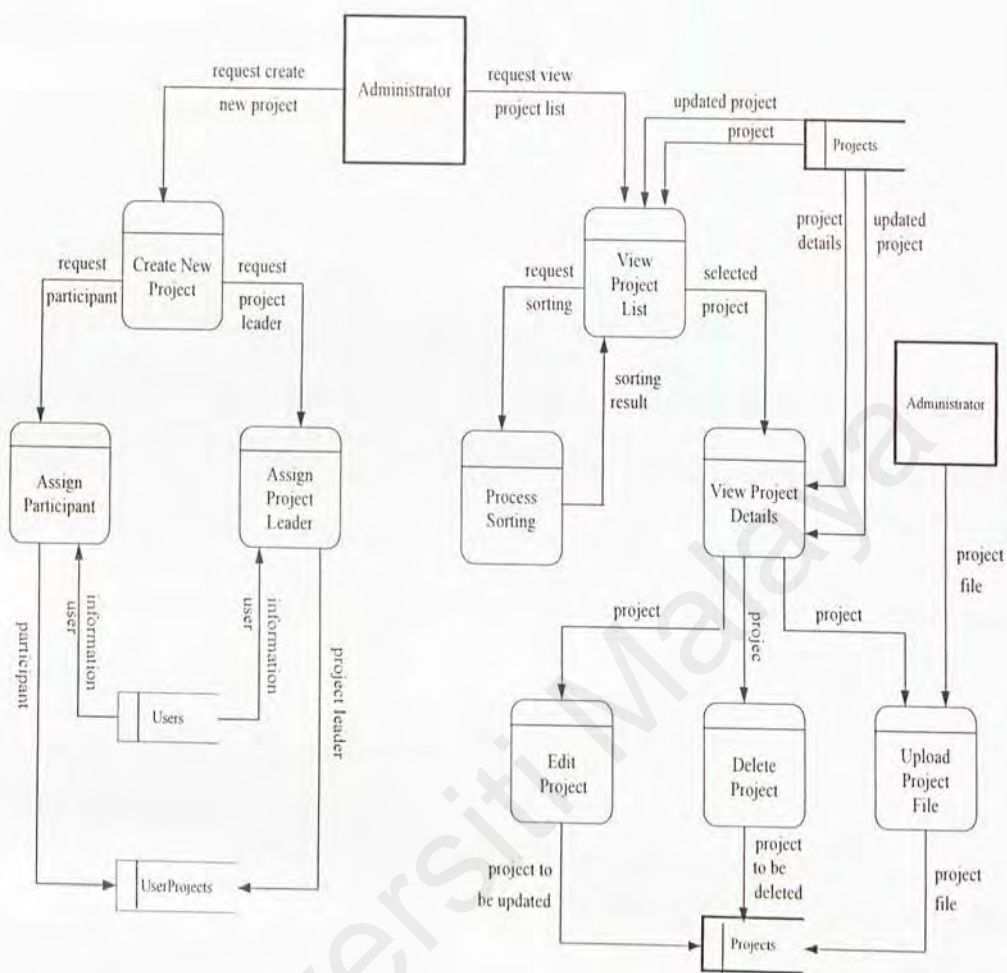 Administrator
request create
new project
request view
project list
updated project
project
Projects
project
details
updated
project
Create New
Project
request
participant
request
project
leader
View
Project
List
request
sorting
selected
project
sorting
result
Administrator
Assign
Participant
Assign
Project
Leader
Process
Sorting
View Project
Details
project
file
user
information
user
information
participant
project leader
Users
project
projec
project
Edit
Project
Delete
Project
Upload
Project
File
UserProjects
project to
be updated
project
to be
deleted
project
file
Projects
ersiti Malaya